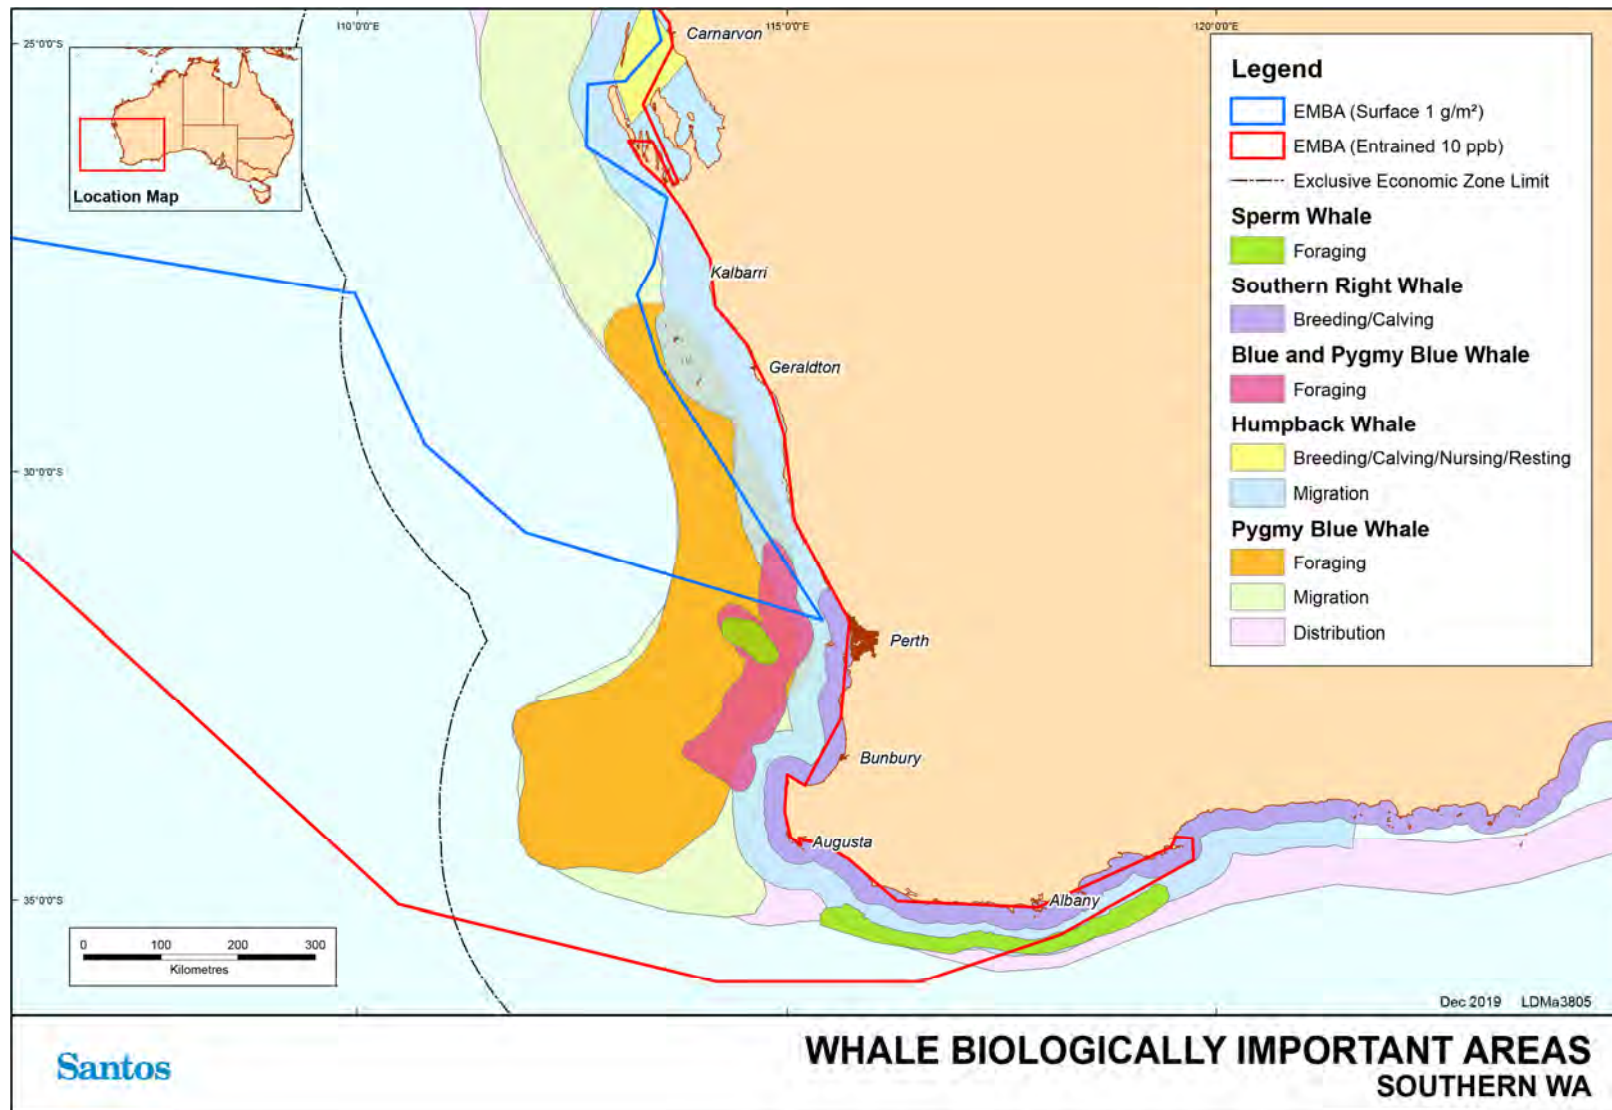 110°0'0"E
115°0'0"E
120°0'0"E
25°0'0"S
30°0'0"S
35°0'0"S
Location Map
Carnarvon
Kalbarri
Geraldton
Perth
Bunbury
Augusta
Albany
Legend
EMBA (Surface 1 g/m²)
EMBA (Entrained 10 ppb)
Exclusive Economic Zone Limit
Sperm Whale
Foraging
Southern Right Whale
Breeding/Calving
Blue and Pygmy Blue Whale
Foraging
Humpback Whale
Breeding/Calving/Nursing/Resting
Migration
Pygmy Blue Whale
Foraging
Migration
Distribution
0 100 200 300
Kilometres
Dec 2019 LDMa3805
Santos
WHALE BIOLOGICALLY IMPORTANT AREAS
SOUTHERN WA